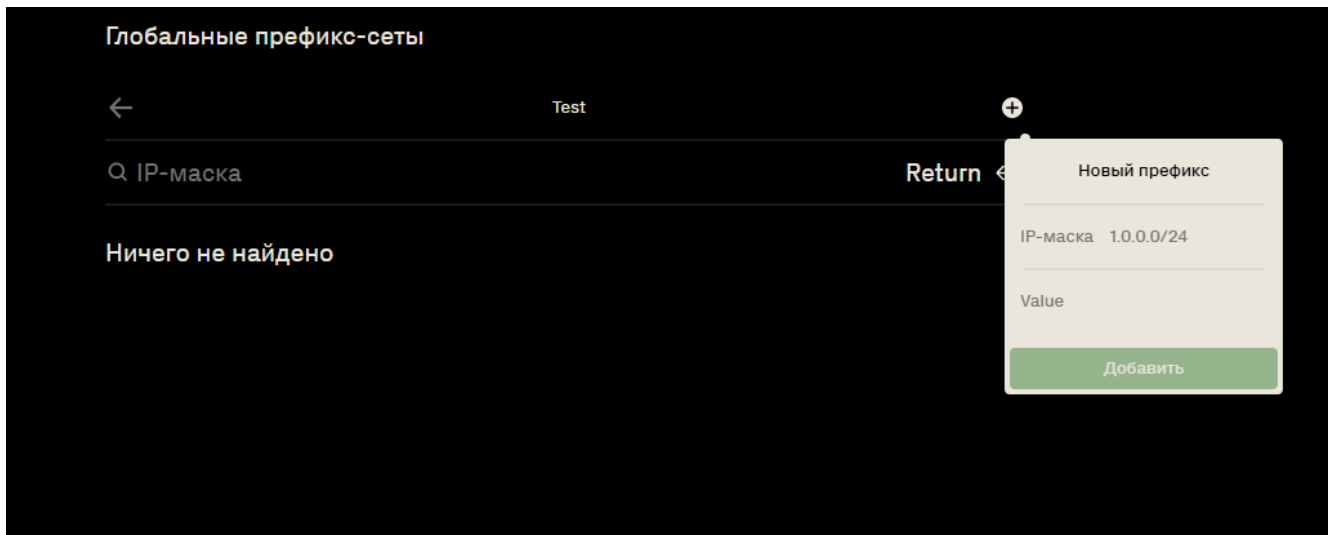 Глобальные префикс-сеты
Test
IP-маска
Return
Ничего не найдено
Новый префикс
IP-маска 1.0.0.0/24
Value
Добавить